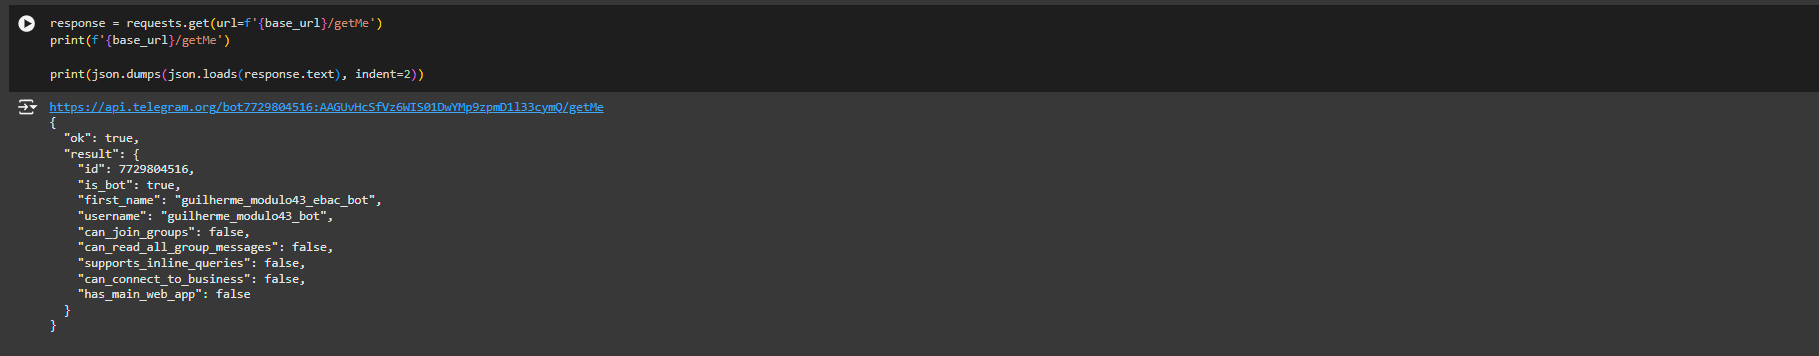 response = requests.get(url=f'{base_url}/getMe')
print(f'{base_url}/getMe')
print(json.dumps(json.loads(response.text), indent=2))
https://api.telegram.org/bot7729804516:AAGUvHcSfVz6WIS01DwYMp9zpmD1l33cymQ/getMe
{
  "ok": true,
  "result": {
    "id": 7729804516,
    "is_bot": true,
    "first_name": "guilherme_modulo43_ebac_bot",
    "username": "guilherme_modulo43_bot",
    "can_join_groups": false,
    "can_read_all_group_messages": false,
    "supports_inline_queries": false,
    "can_connect_to_business": false,
    "has_main_web_app": false
  }
}